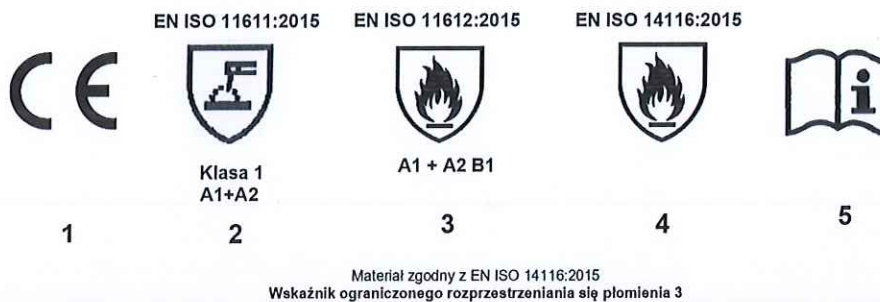 EN ISO 11611:2015 EN ISO 11612:2015 EN ISO 14116:2015
CE
i
Klasa 1
A1+A2
A1 + A2 B1
1 2 3 4 5
Materiał zgodny z EN ISO 14116:2015
Wskaźnik ograniczonego rozprzestrzeniania się płomienia 3